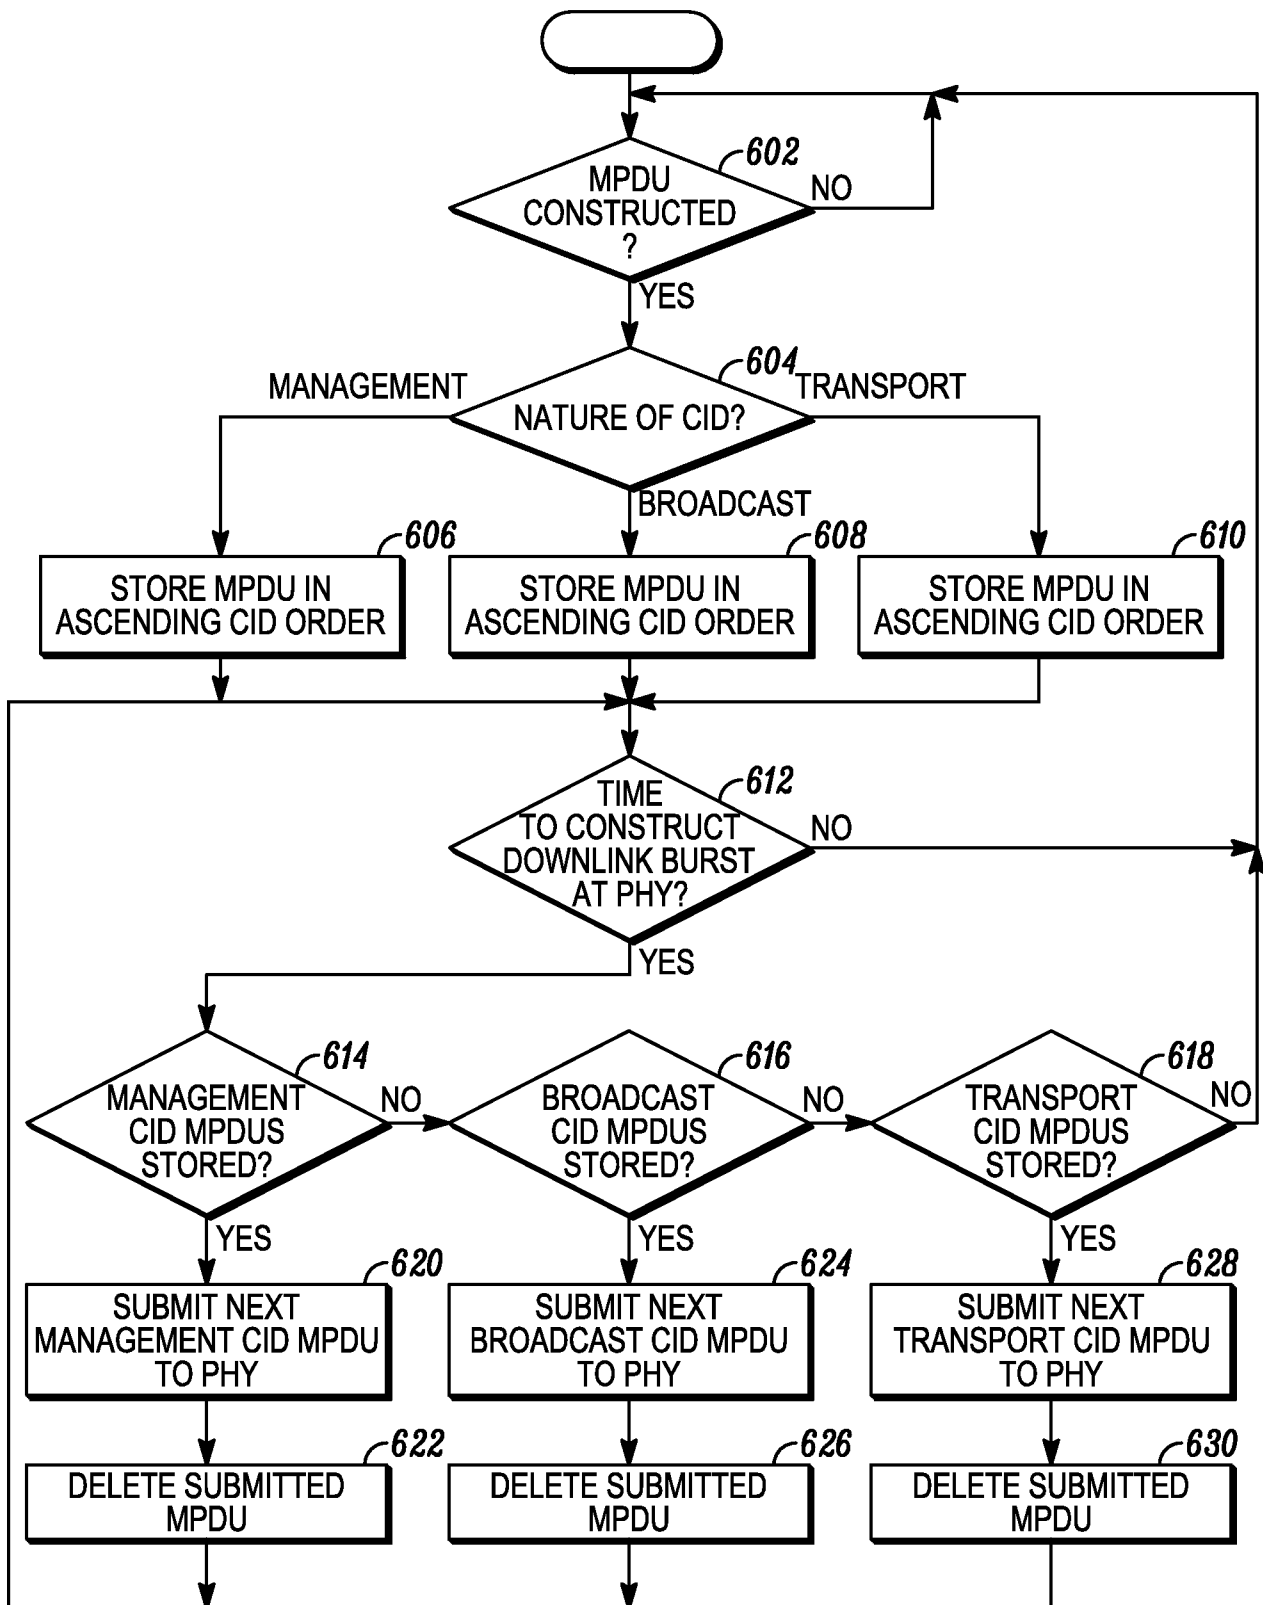 602
MPDU
CONSTRUCTED
?
NO
YES
604
MANAGEMENT
TRANSPORT
NATURE OF CID?
BROADCAST
606
608
610
STORE MPDU IN
ASCENDING CID ORDER
STORE MPDU IN
ASCENDING CID ORDER
STORE MPDU IN
ASCENDING CID ORDER
612
TIME
TO CONSTRUCT
DOWNLINK BURST
AT PHY?
NO
YES
614
MANAGEMENT
CID MPDUS
STORED?
NO
YES
616
BROADCAST
CID MPDUS
STORED?
NO
YES
618
TRANSPORT
CID MPDUS
STORED?
NO
YES
620
SUBMIT NEXT
MANAGEMENT CID MPDU
TO PHY
624
SUBMIT NEXT
BROADCAST CID MPDU
TO PHY
628
SUBMIT NEXT
TRANSPORT CID MPDU
TO PHY
622
DELETE SUBMITTED
MPDU
626
DELETE SUBMITTED
MPDU
630
DELETE SUBMITTED
MPDU